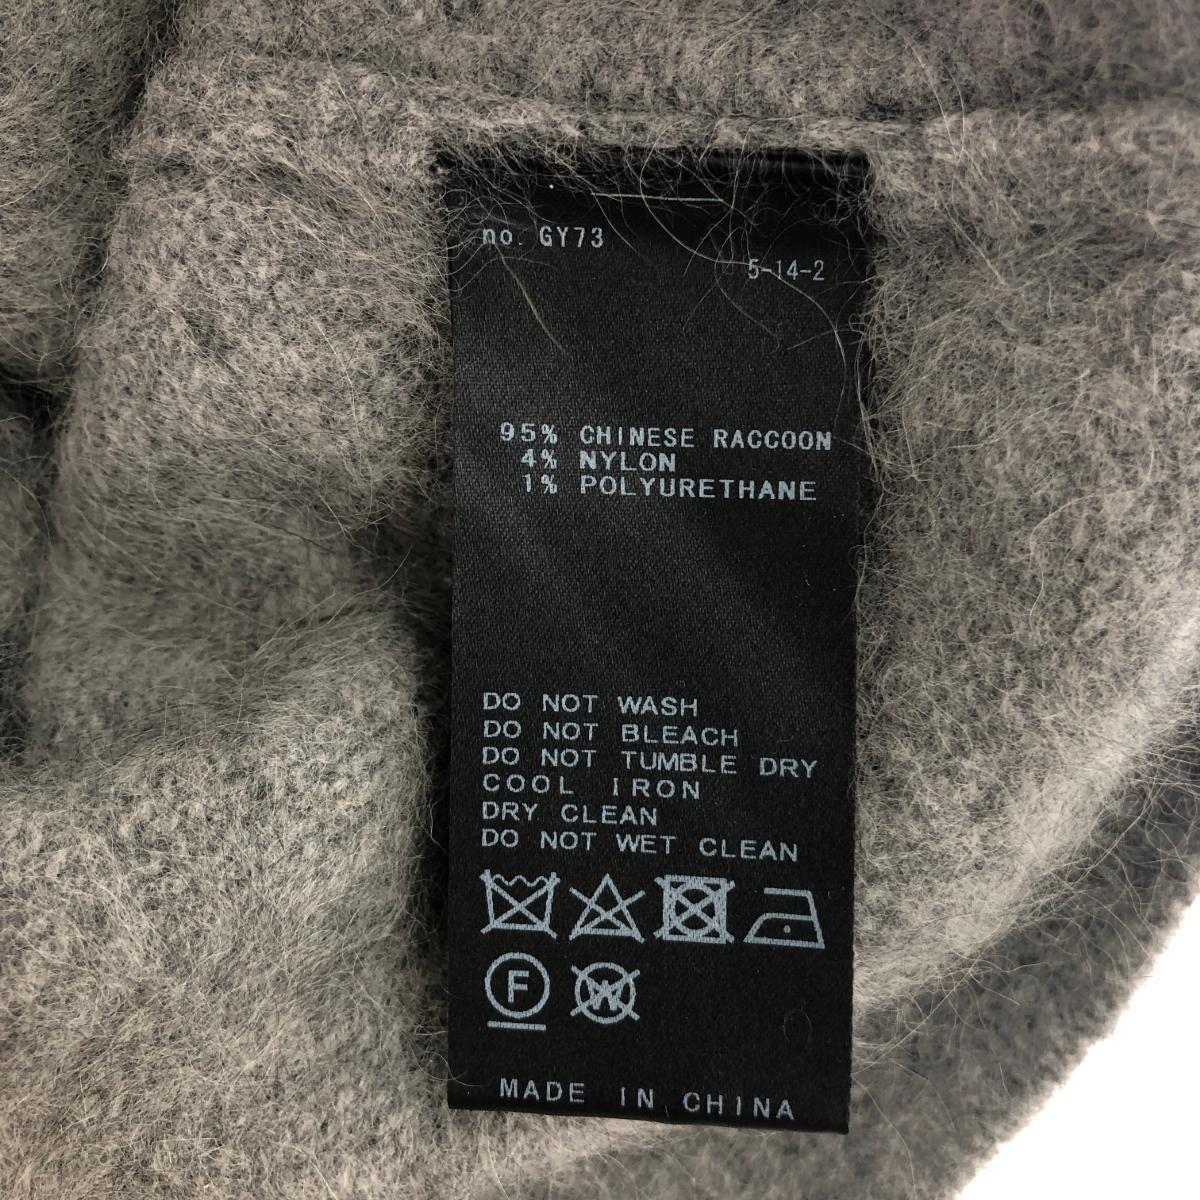 no. GY73
5-14-2
95% CHINESE RACCOON
4% NYLON
1% POLYURETHANE
DO NOT WASH
DO NOT BLEACH
DO NOT TUMBLE DRY
COOL IRON
DRY CLEAN
DO NOT WET CLEAN
F W
MADE IN CHINA